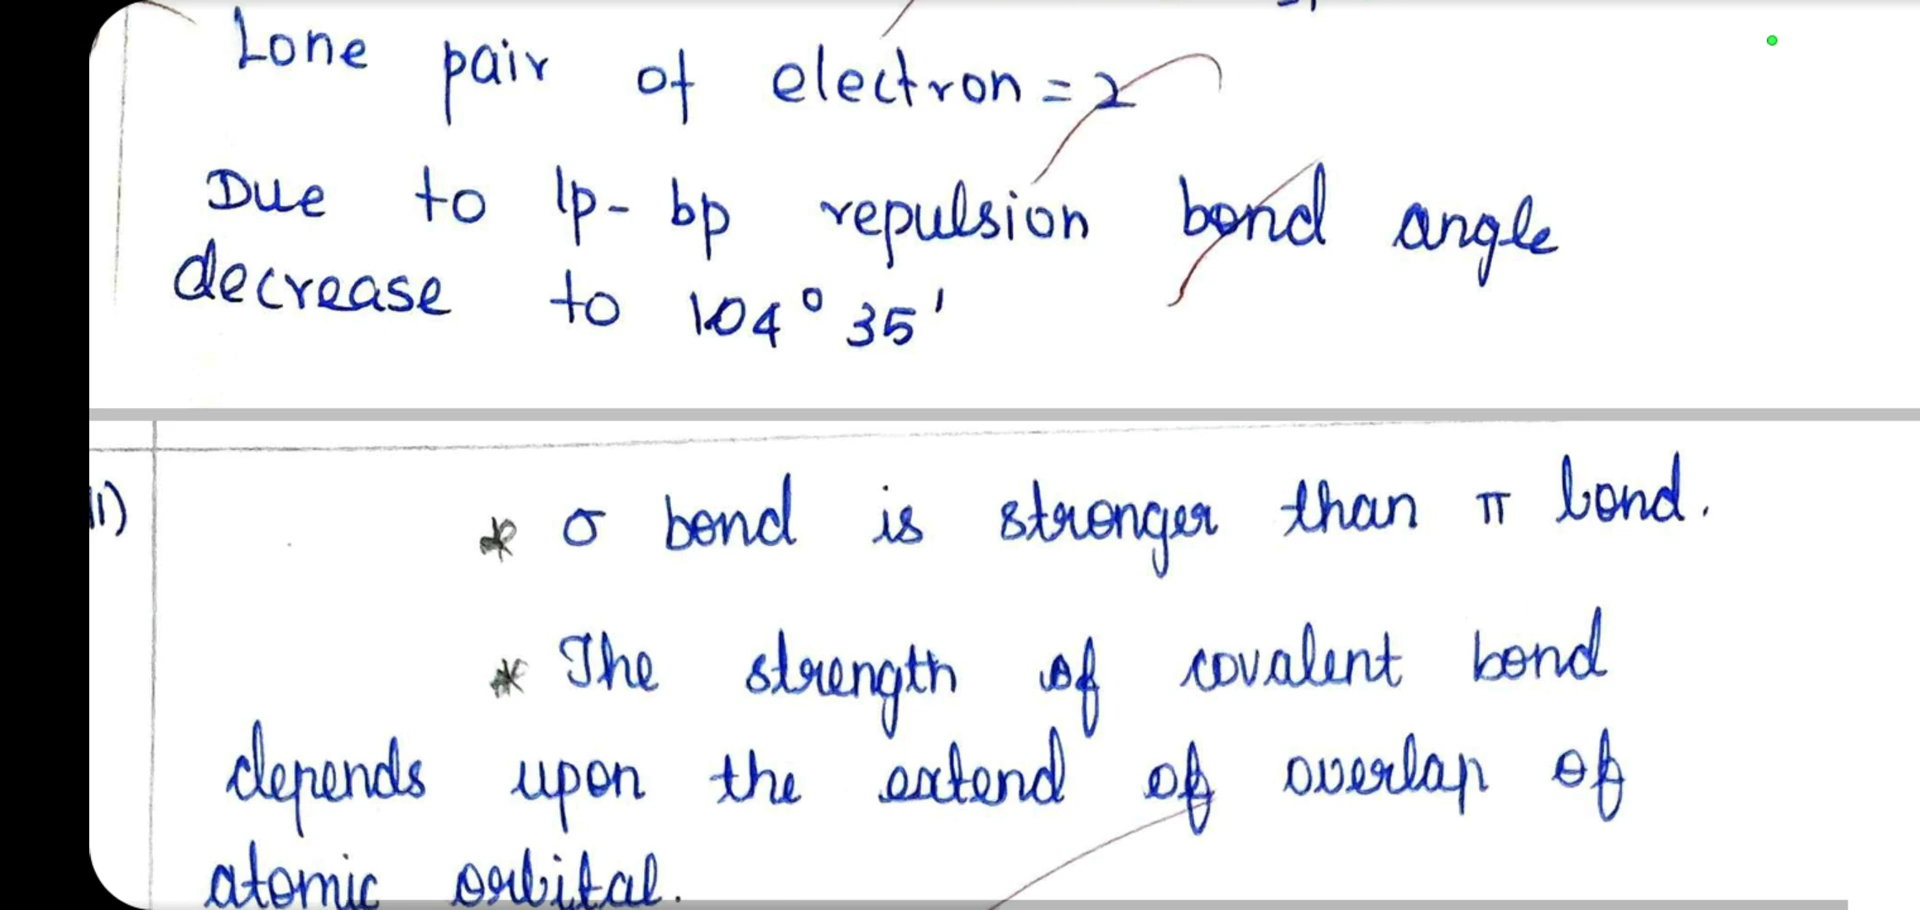 Lone pair of electron = 2
Due to lp- bp repulsion bond angle
decrease to 104° 35'
11)
* σ bond is stronger than π bond.
* The strength of covalent bond
depends upon the extend of overlap of
atomic orbital.